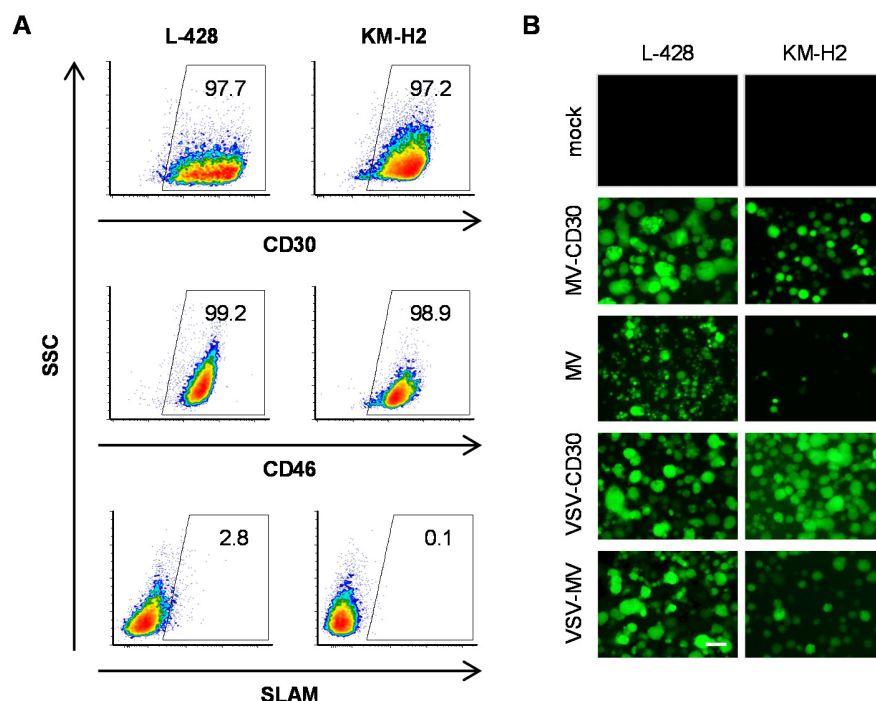 A
L-428 KM-H2
97.7 97.2
CD30
99.2 98.9
CD46
SSC
2.8 0.1
SLAM
B
L-428 KM-H2
mock
MV-CD30
MV
VSV-CD30
VSV-MV